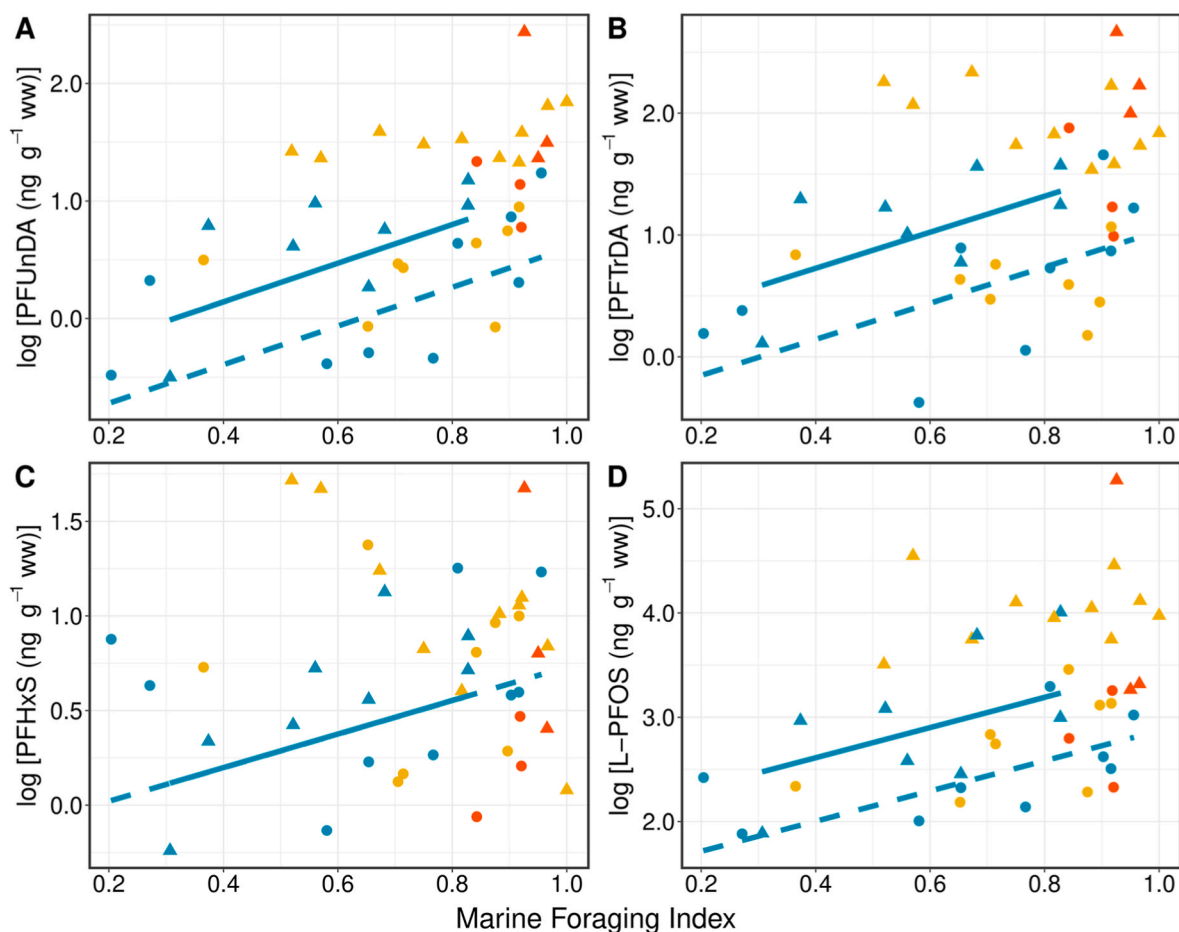 A
B
log [PFUnDA (ng g⁻¹ ww)]
2.0
1.0
0.0
0.2 0.4 0.6 0.8 1.0
log [PFTrDA (ng g⁻¹ ww)]
2.0
1.0
0.0
0.2 0.4 0.6 0.8 1.0
C
D
log [PFHxS (ng g⁻¹ ww)]
1.5
1.0
0.5
0.0
0.2 0.4 0.6 0.8 1.0
log [L−PFOS (ng g⁻¹ ww)]
5.0
4.0
3.0
2.0
0.2 0.4 0.6 0.8 1.0
Marine Foraging Index